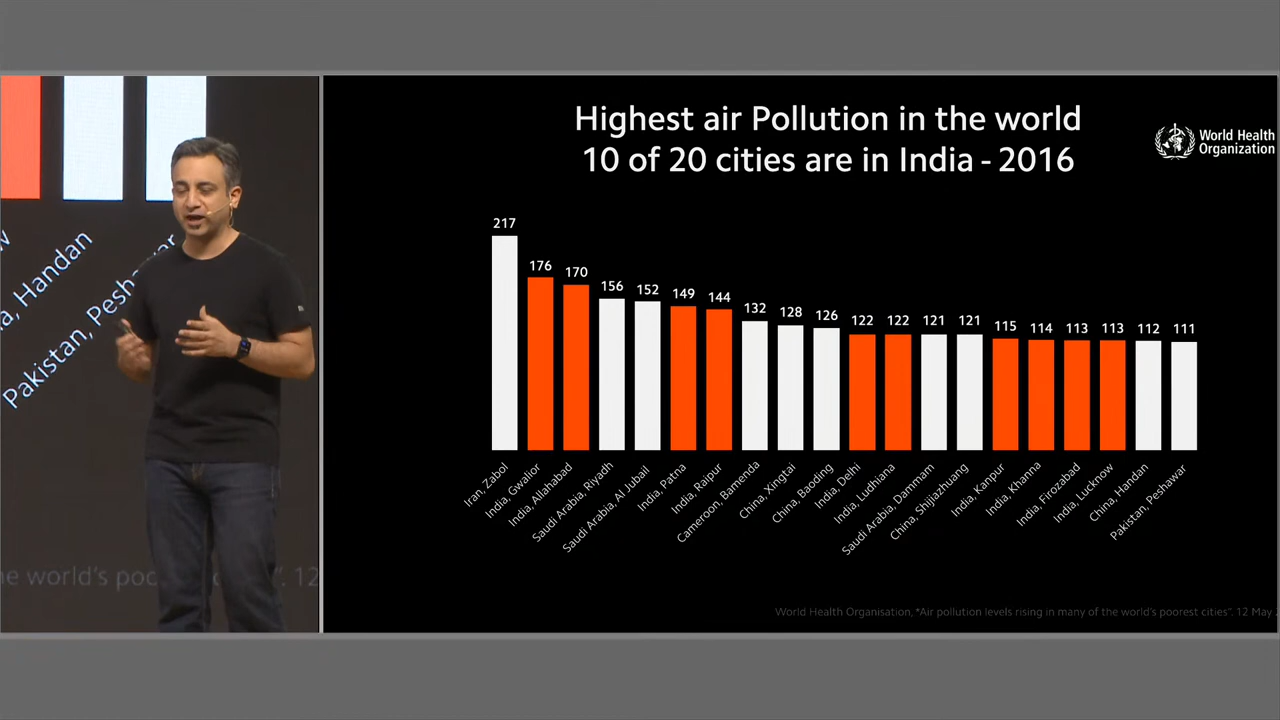 Highest air Pollution in the world
10 of 20 cities are in India - 2016
World Health
Organization
217
176
170
156
152
149
144
132
128
126
122
122
121
121
115
114
113
113
112
111
Iran, Zabol
India, Gwalior
India, Allahabad
Saudi Arabia, Riyadh
Saudi Arabia, Al Jubail
India, Patna
India, Raipur
Cameroon, Bamenda
China, Xingtai
China, Baoding
India, Delhi
India, Ludhiana
Saudi Arabia, Dammam
China, Shijiazhuang
India, Kanpur
India, Khanna
India, Firozabad
India, Lucknow
China, Handan
Pakistan, Peshawar
World Health Organisation, "Air pollution levels rising in many of the world's poorest cities". 12 May
w
a, Handan
Pakistan, Pesh war
he world's poo 12